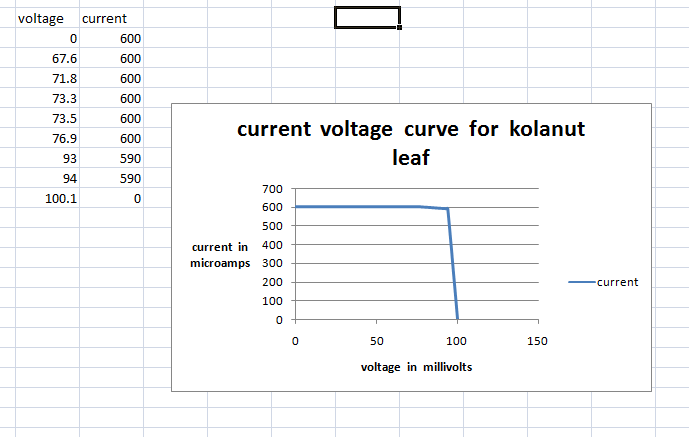 voltage current
0 600
67.6 600
71.8 600
73.3 600
73.5 600
76.9 600
93 590
94 590
100.1 0
current voltage curve for kolanut
leaf
700
600
500
400
300
200
100
0
current in
microamps
0 50 100 150
voltage in millivolts
current